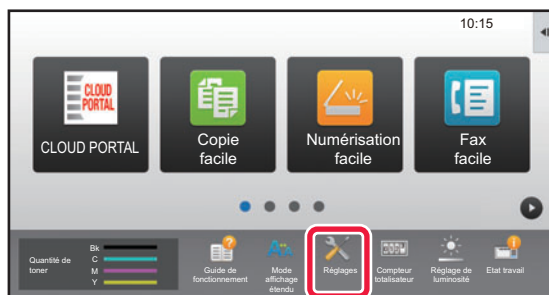 10:15
CLOUD
PORTAL
CLOUD PORTAL
Copie
facile
Numérisation
facile
Fax
facile
Quantité de
toner
Bk
C
M
Y
Guide de
fonctionnement
Mode
affichage
étendu
Réglages
Compteur
totalisateur
Réglage de
luminosité
Etat travail